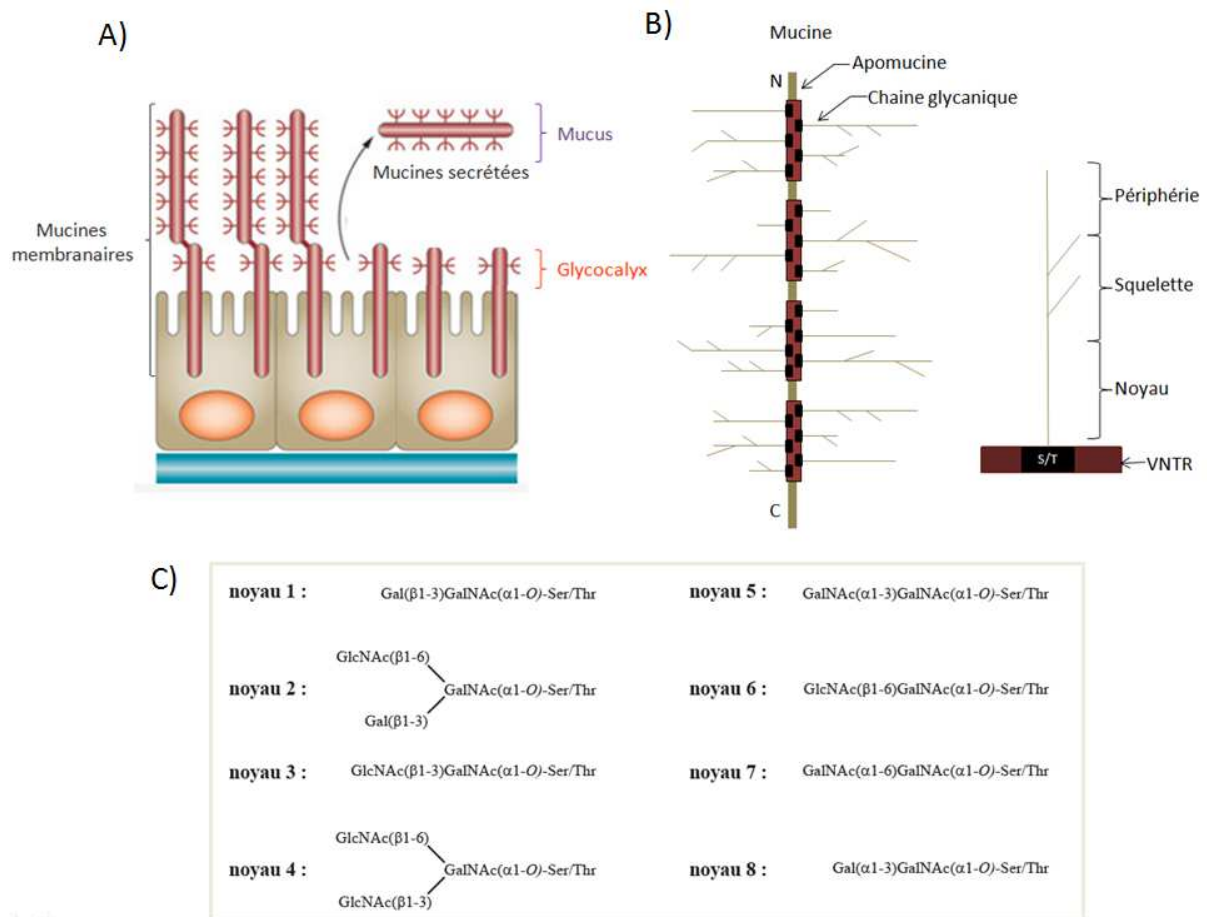 A)
Mucus
Mucines secrétées
Mucines
membranaires
Glycocalyx
B)
Mucine
N
Apomucine
Chaine glycanique
Périphérie
Squelette
Noyau
S/T
VNTR
C
C)
noyau 1 : Gal(β1-3)GalNAc(α1-O)-Ser/Thr
noyau 5 : GalNAc(α1-3)GalNAc(α1-O)-Ser/Thr
GlcNAc(β1-6)
noyau 2 : GalNAc(α1-O)-Ser/Thr
Gal(β1-3)
noyau 6 : GlcNAc(β1-6)GalNAc(α1-O)-Ser/Thr
noyau 3 : GlcNAc(β1-3)GalNAc(α1-O)-Ser/Thr
noyau 7 : GalNAc(α1-6)GalNAc(α1-O)-Ser/Thr
GlcNAc(β1-6)
noyau 4 : GalNAc(α1-O)-Ser/Thr
GlcNAc(β1-3)
noyau 8 : Gal(α1-3)GalNAc(α1-O)-Ser/Thr